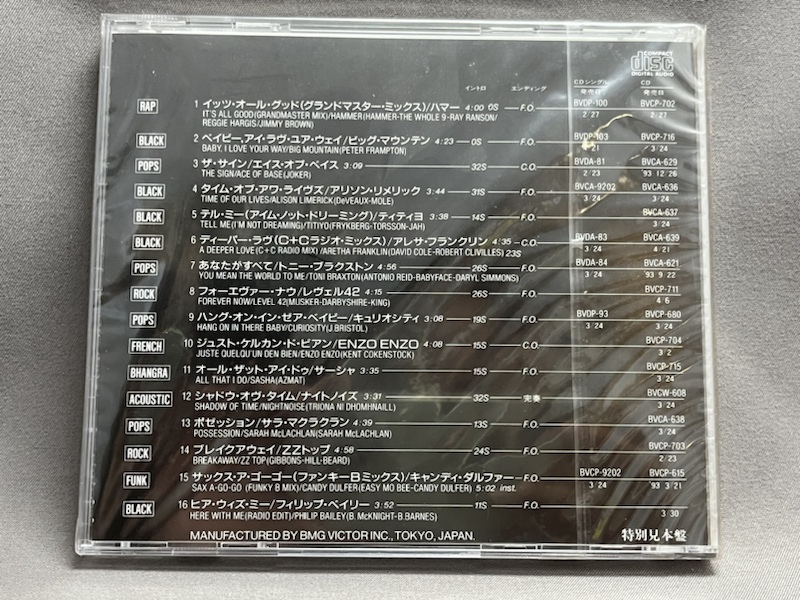 COMPACT disc DIGITAL AUDIO
イントロ エンディング CDシングル 発売日 CD 発売日
RAP 1 イッツ・オール・グッド(グランドマスター・ミックス)/ハマー 4:00 0S F.O. BVDP-100 BVCP-702
IT'S ALL GOOD(GRANDMASTER MIX)/HAMMER(HAMMER-THE WHOLE 9-RAY RANSON/ 2/27 2/27
REGGIE HARGIS/JIMMY BROWN)
BLACK 2 ベイビー、アイ・ラヴ・ユア・ウェイ/ビッグ・マウンテン 4:23 0S F.O. BVDP-103 BVCP-716
BABY, I LOVE YOUR WAY/BIG MOUNTAIN(PETER FRAMPTON) 21 3/24
POPS 3 ザ・サイン/エイス・オブ・ベイス 3:09 32S C.O. BVDA-81 BVCA-629
THE SIGN/ACE OF BASE(JOKER) 2/23 '93 12/26
BLACK 4 タイム・オブ・アワ・ライヴズ/アリソン・リメリック 3:44 31S F.O. BVCA-9202 BVCA-636
TIME OF OUR LIVES/ALISON LIMERICK(DeVEAUX-MOLE) 3/24 3/24
BLACK 5 テル・ミー(アイム・ノット・ドリーミング)/ティティヨ 3:38 14S F.O. BVCA-637
TELL ME(I'M NOT DREAMING)/TITIYO(FRYKBERG-TORSSON-JAH) 3/24
BLACK 6 ディーパー・ラヴ(C+Cラジオ・ミックス)/アレサ・フランクリン 4:35 C.O. BVDA-83 BVCA-639
A DEEPER LOVE(C+C RADIO MIX)/ARETHA FRANKLIN(DAVID COLE-ROBERT CLIVILLES) 23S 3/24 4/21
POPS 7 あなたがすべて/トニー・ブラクストン 4:56 26S F.O. BVDA-84 BVCA-621
YOU MEAN THE WORLD TO ME/TONI BRAXTON(ANTONIO REID-BABYFACE-DARYL SIMMONS) 3/24 '93 9/22
ROCK 8 フォーエヴァー・ナウ/レヴェル42 4:15 26S F.O. BVCP-711
FOREVER NOW/LEVEL 42(MUSKER-DARBYSHIRE-KING) 4/6
POPS 9 ハング・オン・イン・ゼア・ベイビー/キュリオシティ 3:08 19S F.O. BVDP-93 BVCP-680
HANG ON IN THERE BABY/CURIOSITY(J.BRISTOL) 3/24 3/24
FRENCH 10 ジュスト・ケルカン・ド・ビアン/ENZO ENZO 4:08 15S C.O. BVCP-704
JUSTE QUELQU'UN DEN BIEN/ENZO ENZO(KENT COKENSTOCK) 3/2
BHANGRA 11 オール・ザット・アイ・ドゥ/サーシャ 3:35 15S F.O. BVCP-715
ALL THAT I DO/SASHA(AZMAT) 3/24
ACOUSTIC 12 シャドウ・オヴ・タイム/ナイトノイズ 3:31 32S 完奏 BVCW-608
SHADOW OF TIME/NIGHTNOISE(TRIONA NI DHOMHNAILL) 3/24
POPS 13 ポゼッション/サラ・マクラクラン 4:39 13S F.O. BVCA-638
POSSESSION/SARAH McLACHLAN(SARAH McLACHLAN) 3/24
ROCK 14 ブレイクアウェイ/ZZトップ 4:58 24S F.O. BVCP-703
BREAKAWAY/ZZ TOP(GIBBONS-HILL-BEARD) 2/23
FUNK 15 サックス・ア・ゴーゴー(ファンキーBミックス)/キャンディ・ダルファー F.O. BVCP-9202 BVCP-615
SAX A-GO-GO (FUNKY B MIX)/CANDY DULFER(EASY MO BEE-CANDY DULFER) 5:02 inst. 3/24 '93 3/21
BLACK 16 ヒア・ウィズ・ミー/フィリップ・ベイリー 3:52 11S F.O.
HERE WITH ME(RADIO EDIT)/PHILIP BAILEY(B.McKNIGHT-B.BARNES) 3/30
MANUFACTURED BY BMG VICTOR INC., TOKYO, JAPAN. 特別見本盤